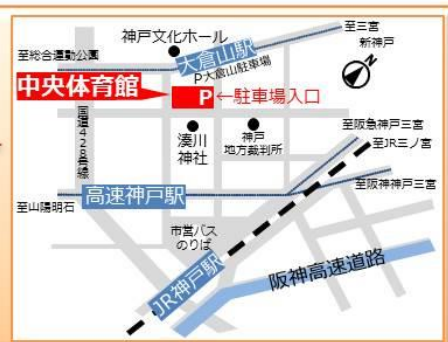 神戸文化ホール
至三宮
新神戸
至総合運動公園
大倉山駅
P大倉山駐車場
N
中央体育館
P
←駐車場入口
国道428号線
湊川
神社
神戸
地方裁判所
至阪急神戸三宮
至JR三ノ宮
高速神戸駅
至阪神神戸三宮
至山陽明石
市営バス
のりば
JR神戸駅
阪神高速道路